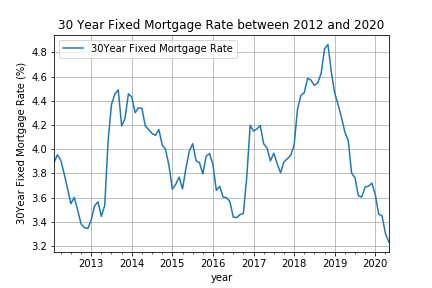 30 Year Fixed Mortgage Rate between 2012 and 2020
30Year Fixed Mortgage Rate
30Year Fixed Mortgage Rate (%)
4.8
4.6
4.4
4.2
4.0
3.8
3.6
3.4
3.2
2013 2014 2015 2016 2017 2018 2019 2020
year